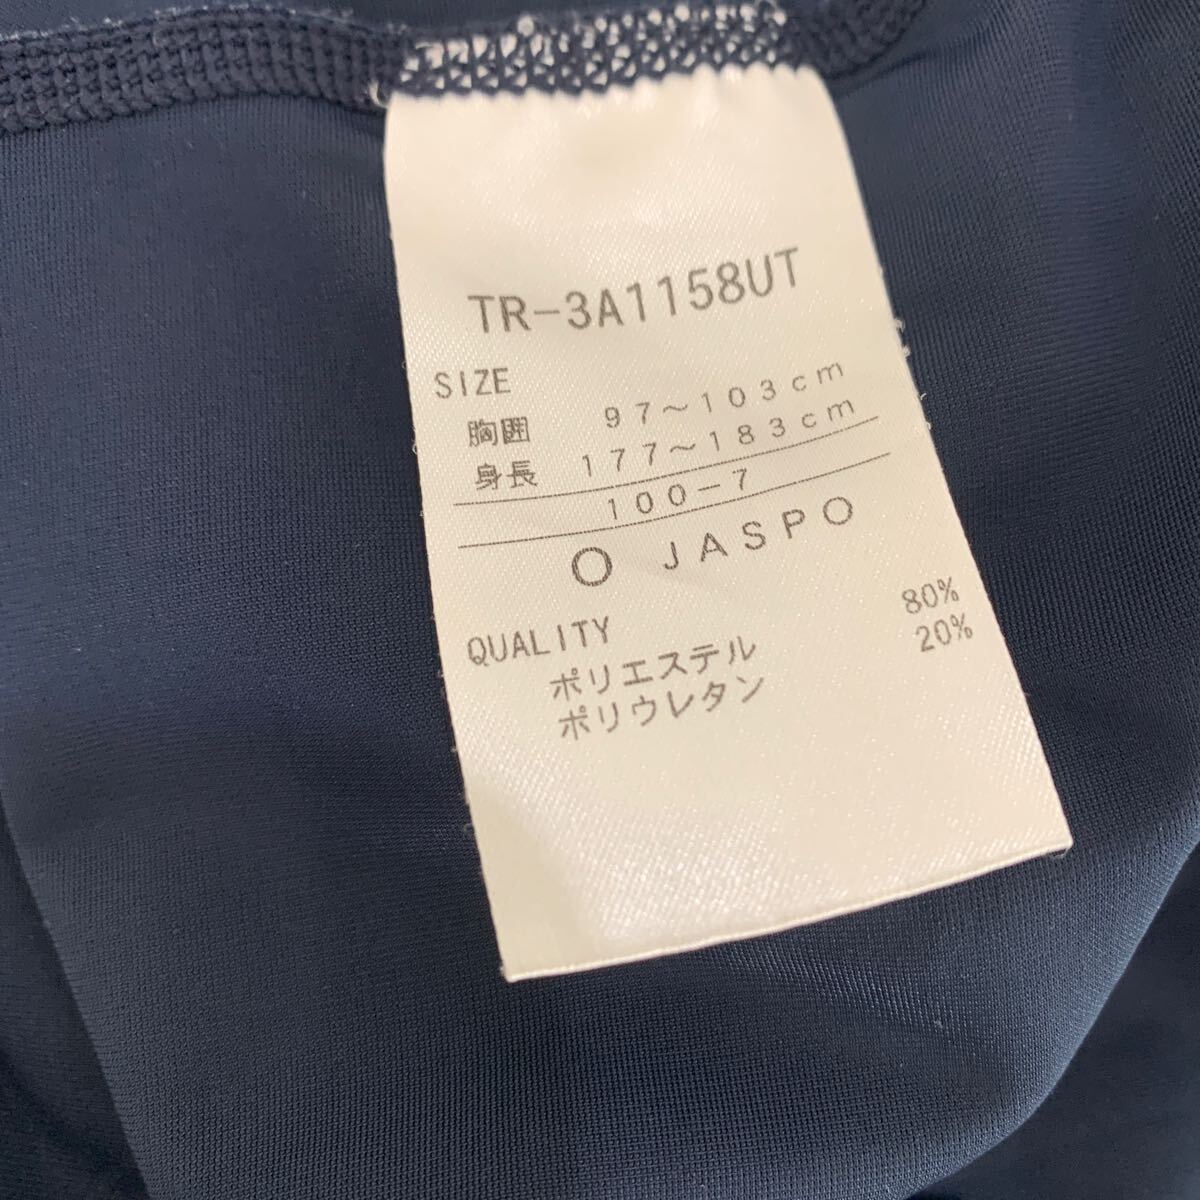 TR-3A1158UT
SIZE
胸囲 97〜103cm
身長 177〜183cm
100-7
O JASPO
QUALITY
ポリエステル 80%
ポリウレタン 20%